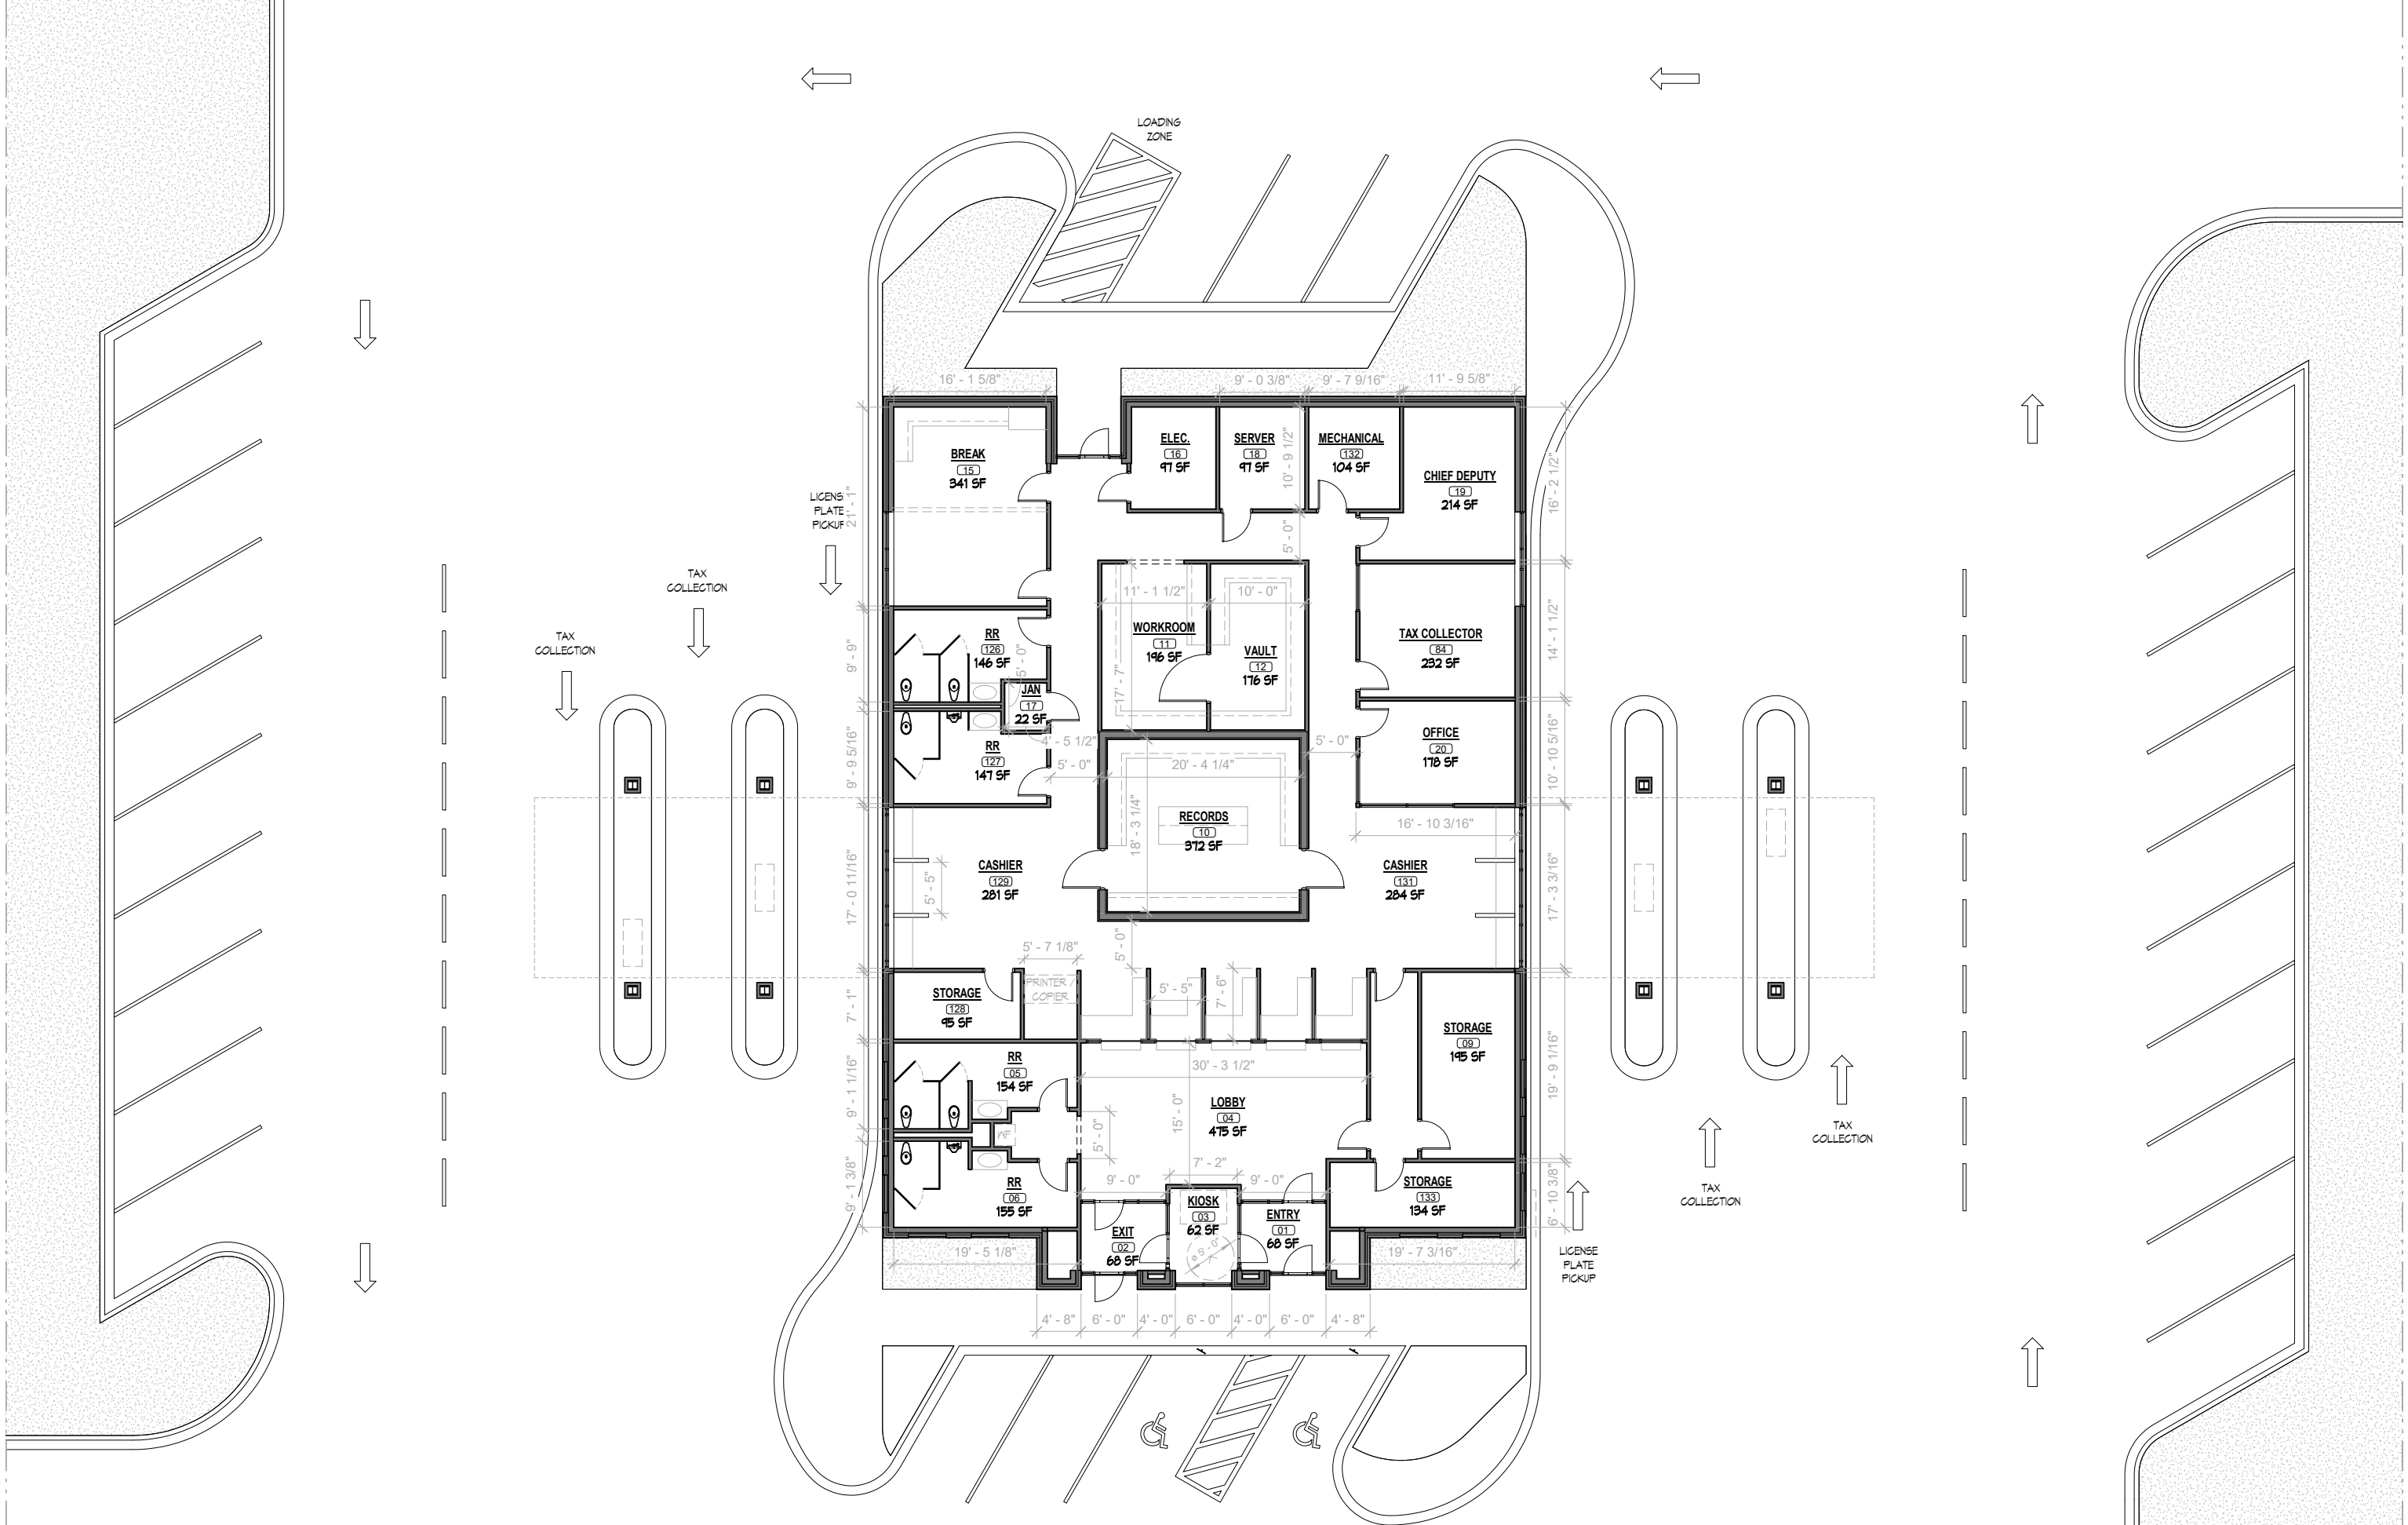 LOADING
ZONE
16' - 1 5/8"
9' - 0 3/8"
9' - 7 9/16"
11' - 9 5/8"
BREAK
15
341 SF
ELEC.
16
97 SF
SERVER
18
97 SF
10' - 9 1/2"
MECHANICAL
132
104 SF
CHIEF DEPUTY
19
214 SF
16' - 2 1/2"
21' - 1"
LICENS
PLATE
PICKUP
5' - 0"
TAX
COLLECTION
TAX
COLLECTION
11' - 1 1/2"
10' - 0"
WORKROOM
11
196 SF
VAULT
12
176 SF
17' - 7"
TAX COLLECTOR
84
232 SF
14' - 1 1/2"
RR
126
146 SF
9' - 9"
5' - 0"
JAN
17
22 SF
4' - 5 1/2"
RR
127
147 SF
9' - 9 5/16"
5' - 0"
20' - 4 1/4"
5' - 0"
OFFICE
20
178 SF
10' - 10 5/16"
RECORDS
10
372 SF
18' - 3 1/4"
16' - 10 3/16"
CASHIER
129
281 SF
5' - 5"
17' - 0 11/16"
CASHIER
131
284 SF
17' - 3 3/16"
5' - 7 1/8"
5' - 0"
PRINTER /
COPIER
5' - 5"
7' - 6"
STORAGE
128
95 SF
7' - 1"
STORAGE
09
195 SF
19' - 9 1/16"
RR
05
154 SF
9' - 1 1/16"
30' - 3 1/2"
15' - 0"
LOBBY
04
475 SF
5' - 0"
7' - 2"
9' - 0"
9' - 0"
RR
06
155 SF
9' - 1 3/8"
KIOSK
03
62 SF
ø 5' - 0"
EXIT
02
68 SF
ENTRY
01
68 SF
STORAGE
133
134 SF
6' - 10 3/8"
TAX
COLLECTION
TAX
COLLECTION
LICENSE
PLATE
PICKUP
19' - 5 1/8"
19' - 7 3/16"
4' - 8"
6' - 0"
4' - 0"
6' - 0"
4' - 0"
6' - 0"
4' - 8"